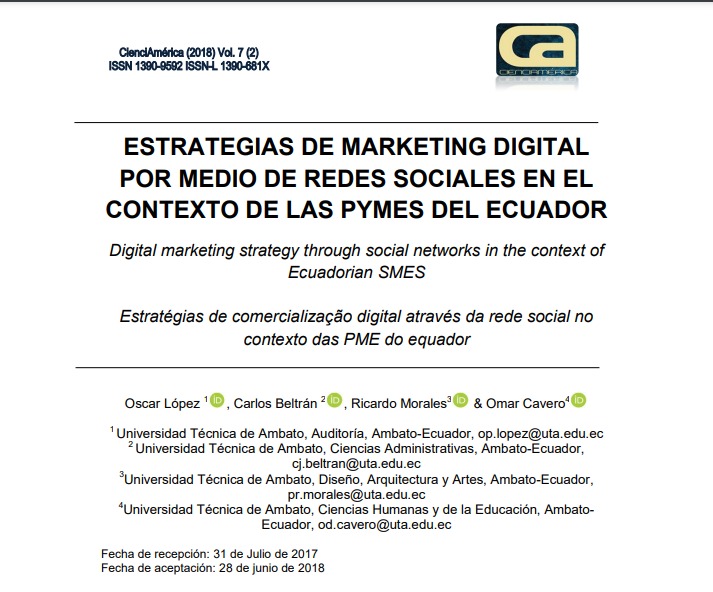 CienciAmérica (2018) Vol. 7 (2)
ISSN 1390-9592 ISSN-L 1390-681X
ca
CIENCIAMÉRICA
ESTRATEGIAS DE MARKETING DIGITAL
POR MEDIO DE REDES SOCIALES EN EL
CONTEXTO DE LAS PYMES DEL ECUADOR
Digital marketing strategy through social networks in the context of
Ecuadorian SMES
Estratégias de comercialização digital através da rede social no
contexto das PME do equador
Oscar López ¹ iD , Carlos Beltrán ² iD , Ricardo Morales³ iD & Omar Cavero⁴ iD
¹ Universidad Técnica de Ambato, Auditoría, Ambato-Ecuador, op.lopez@uta.edu.ec
² Universidad Técnica de Ambato, Ciencias Administrativas, Ambato-Ecuador,
cj.beltran@uta.edu.ec
³Universidad Técnica de Ambato, Diseño, Arquitectura y Artes, Ambato-Ecuador,
pr.morales@uta.edu.ec
⁴Universidad Técnica de Ambato, Ciencias Humanas y de la Educación, Ambato-
Ecuador, od.cavero@uta.edu.ec
Fecha de recepción: 31 de Julio de 2017
Fecha de aceptación: 28 de junio de 2018